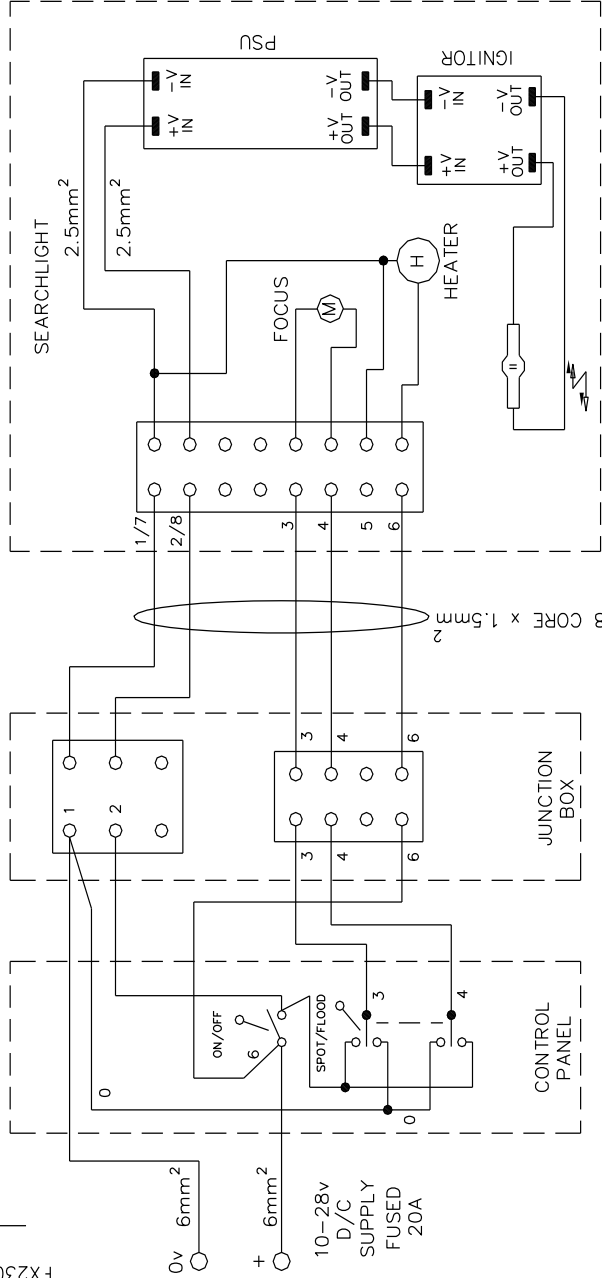 PSU
-V
IN
+V
IN
-V
OUT
+V
OUT
IGNITOR
-V
IN
+V
IN
-V
OUT
+V
OUT
SEARCHLIGHT
2.5mm²
2.5mm²
FOCUS
M
H
HEATER
1/7
2/8
3
4
5
6
8 CORE x 1.5mm²
1
2
3
4
6
3
4
6
JUNCTION
BOX
ON/OFF
6
SPOT/FLOOD
3
4
0
0
CONTROL
PANEL
0v
6mm²
+
6mm²
10-28v
D/C
SUPPLY
FUSED
20A